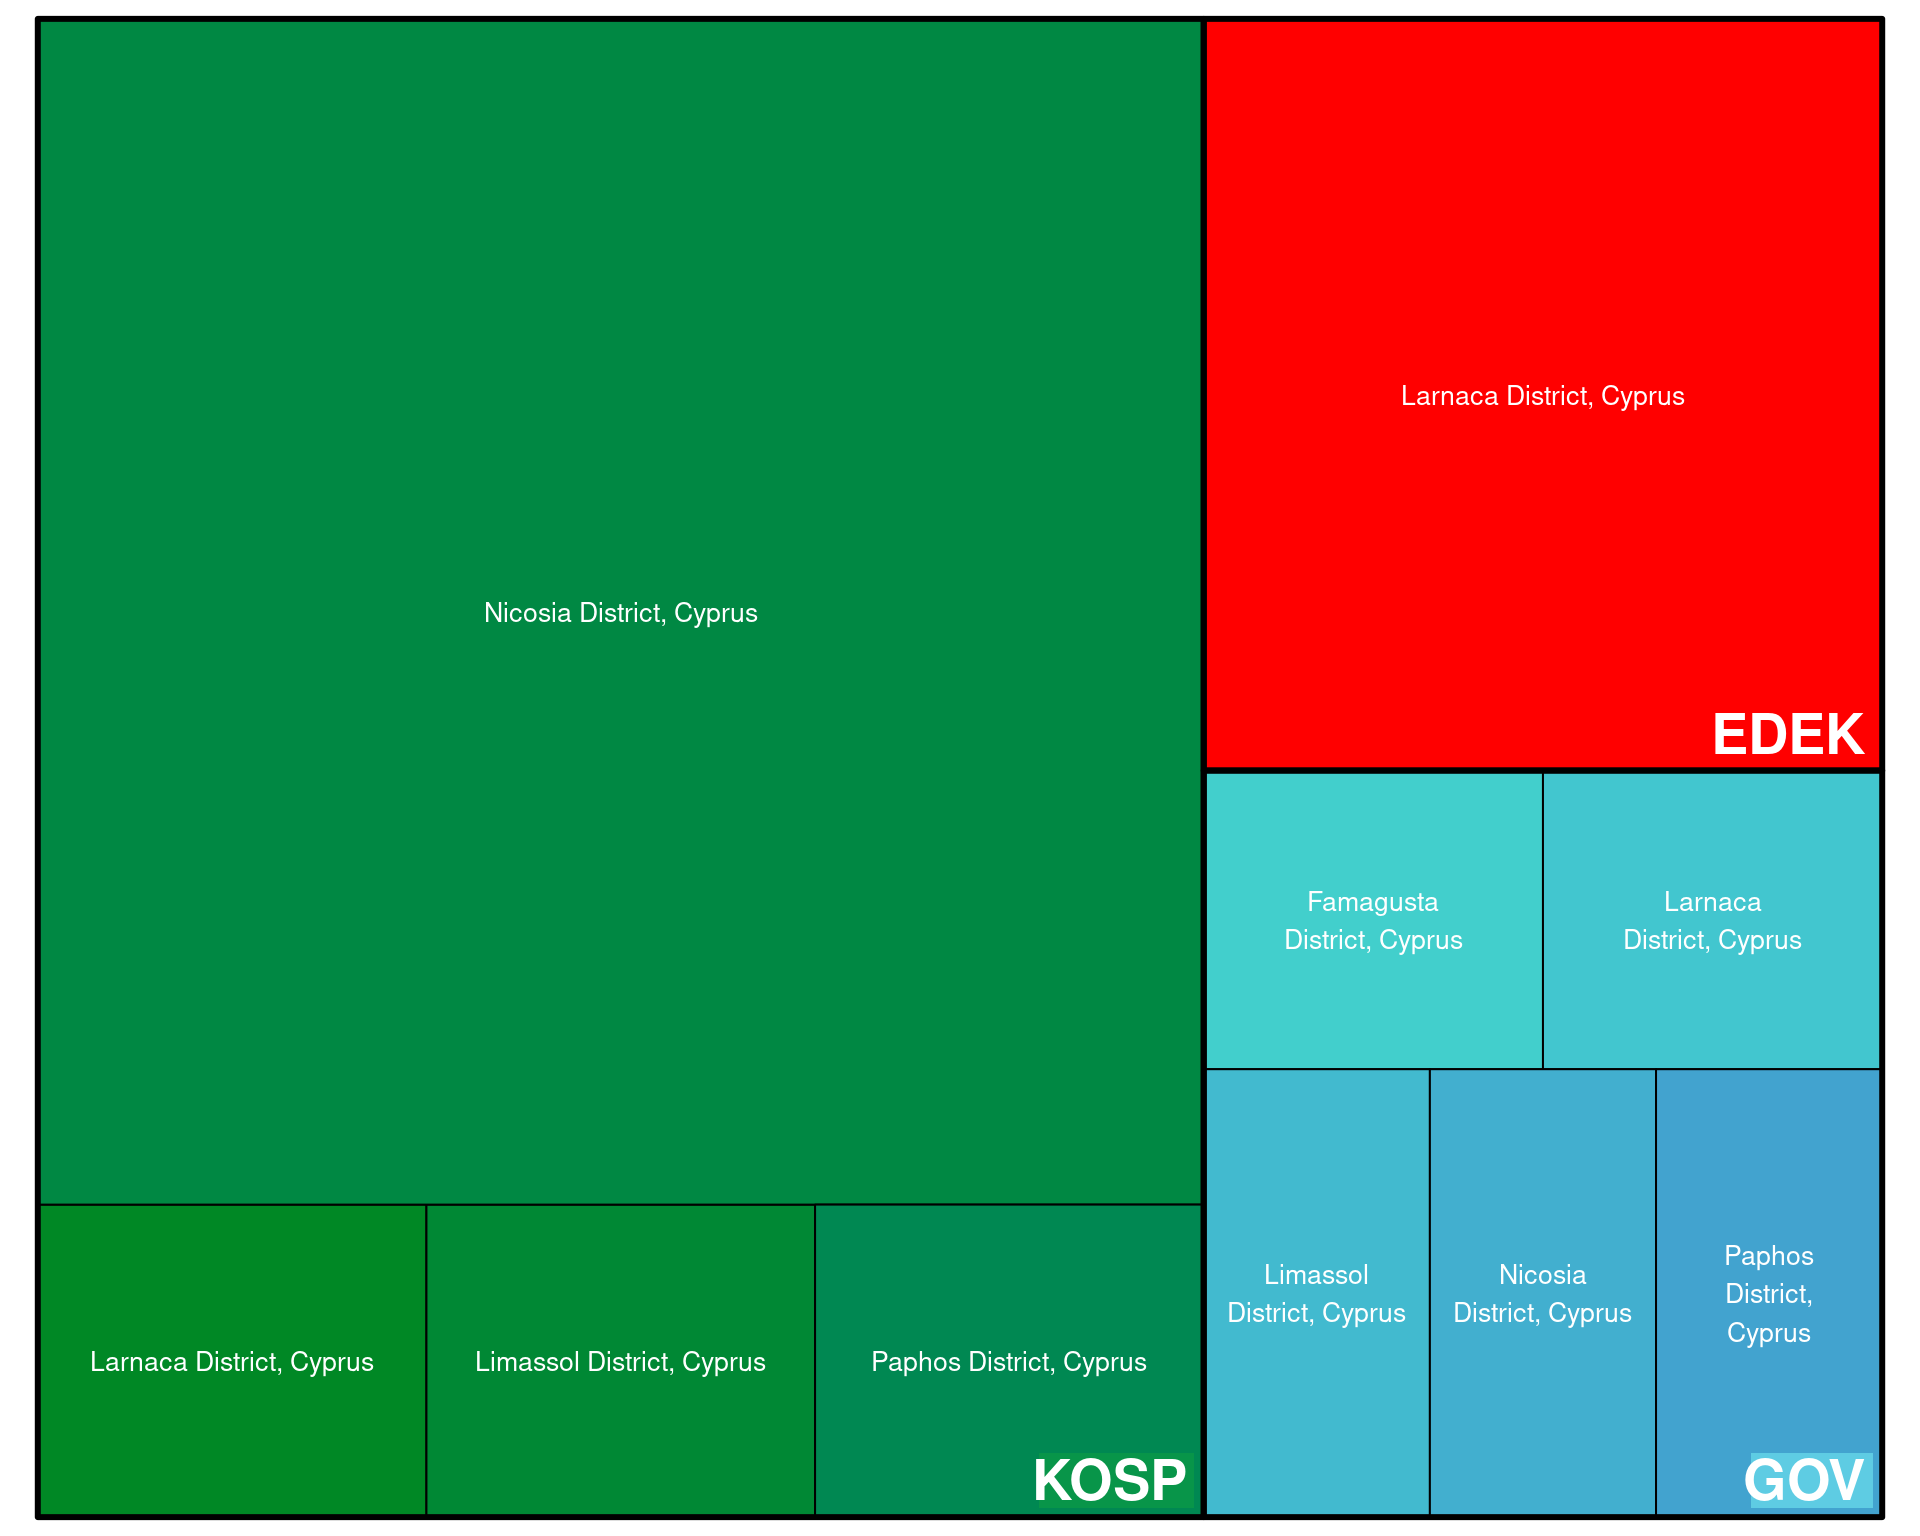 Nicosia District, Cyprus
Larnaca District, Cyprus
Limassol District, Cyprus
Paphos District, Cyprus
KOSP
Larnaca District, Cyprus
EDEK
Famagusta
District, Cyprus
Larnaca
District, Cyprus
Limassol
District, Cyprus
Nicosia
District, Cyprus
Paphos
District,
Cyprus
GOV